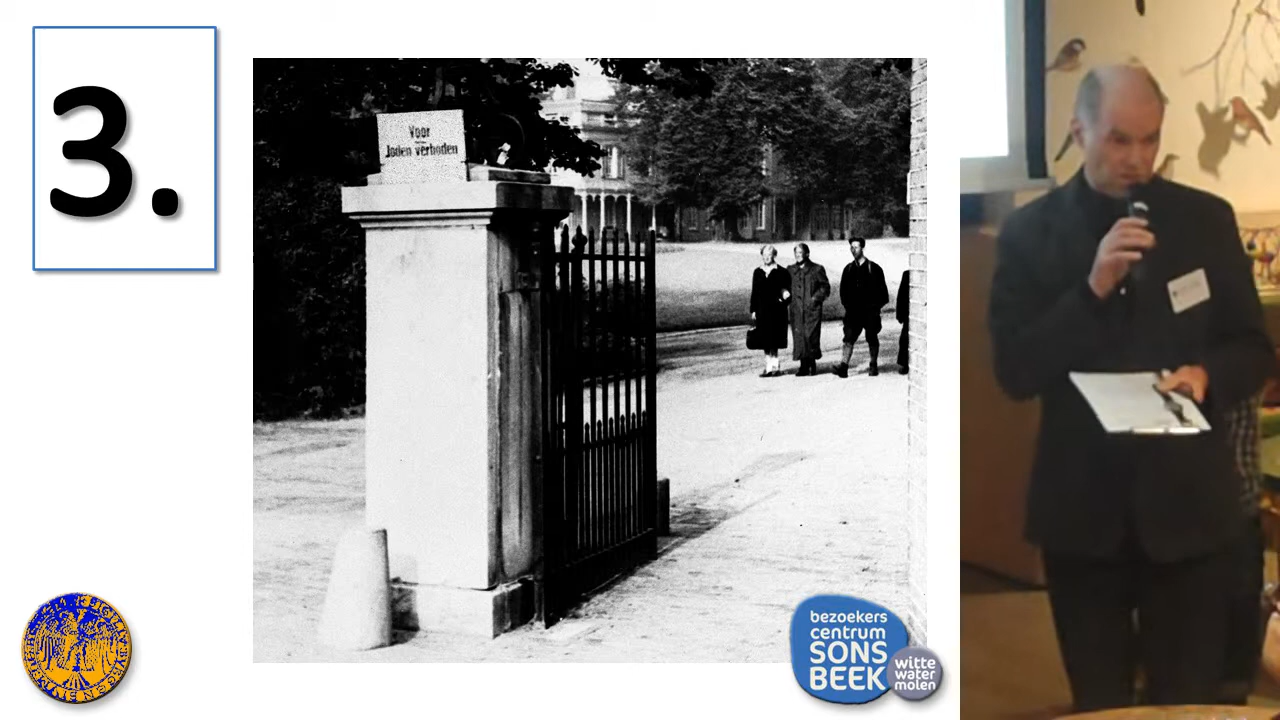 3.
Voor
Joden verboden
bezoekers
centrum
SONS
BEEK
witte
water
molen